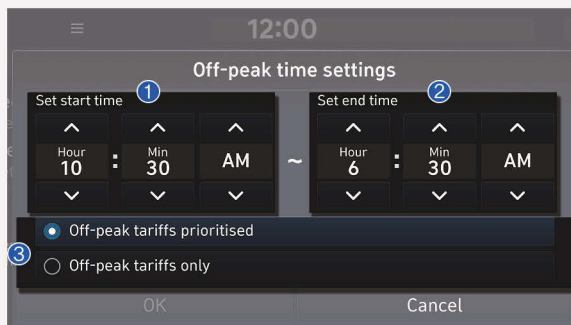 12:00
Off-peak time settings
1 2
Set start time Set end time
Hour Min Hour Min
10 : 30 AM ~ 6 : 30 AM
3
Off-peak tariffs prioritised
Off-peak tariffs only
OK Cancel